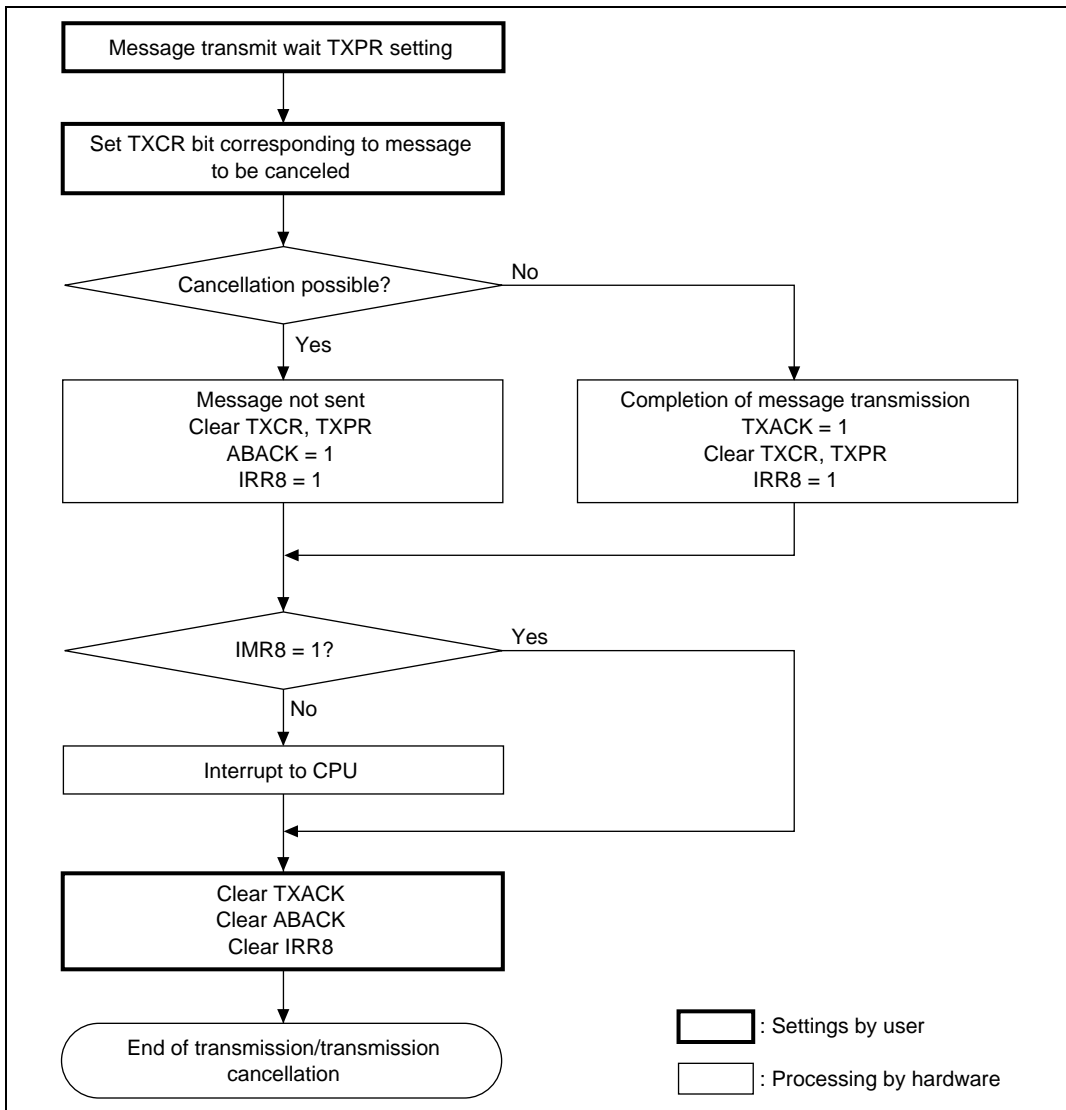 Message transmit wait TXPR setting
Set TXCR bit corresponding to message
to be canceled
Cancellation possible?
No
Yes
Message not sent
Clear TXCR, TXPR
ABACK = 1
IRR8 = 1
Completion of message transmission
TXACK = 1
Clear TXCR, TXPR
IRR8 = 1
IMR8 = 1?
Yes
No
Interrupt to CPU
Clear TXACK
Clear ABACK
Clear IRR8
End of transmission/transmission
cancellation
: Settings by user
: Processing by hardware